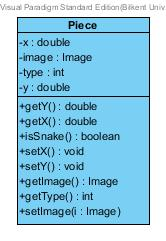 Visual Paradigm Standard Edition(Bilkent Univ
Piece
-x : double
-image : Image
-type : int
-y : double
+getY() : double
+getX() : double
+isSnake() : boolean
+setX() : void
+setY() : void
+getImage() : Image
+getType() : int
+setImage(i : Image)